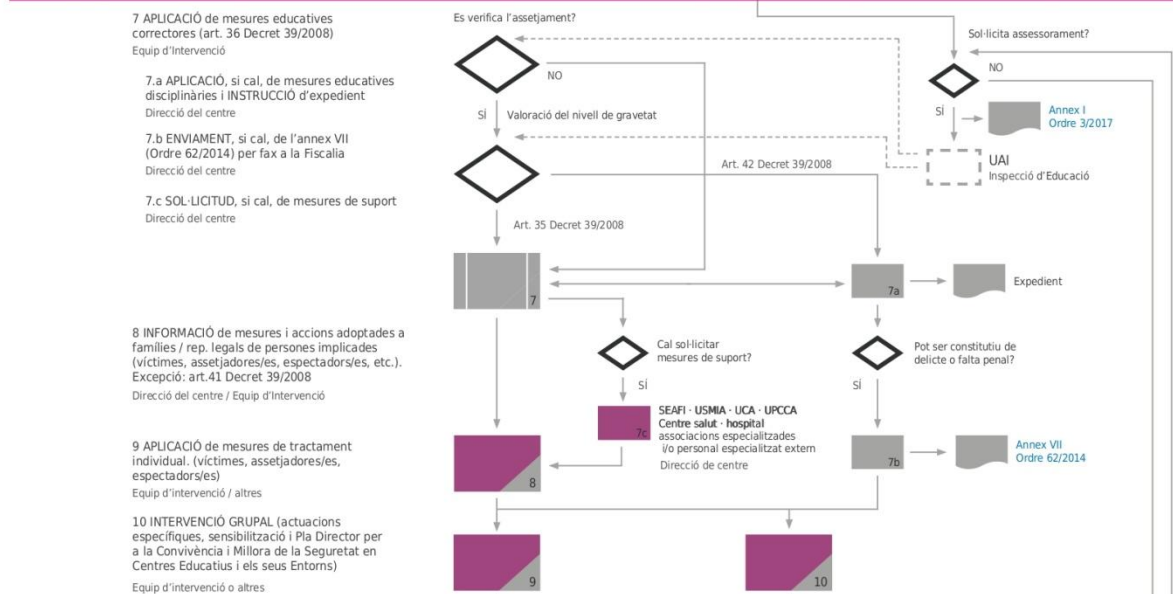 7 APLICACIÓ de mesures educatives
correctores (art. 36 Decret 39/2008)
Equip d'Intervenció
7.a APLICACIÓ, si cal, de mesures educatives
disciplinàries i INSTRUCCIÓ d'expedient
Direcció del centre
7.b ENVIAMENT, si cal, de l'annex VII
(Ordre 62/2014) per fax a la Fiscalia
Direcció del centre
7.c SOL·LICITUD, si cal, de mesures de suport
Direcció del centre
8 INFORMACIÓ de mesures i accions adoptades a
famílies / rep. legals de persones implicades
(víctimes, assetjadores/es, espectadors/es, etc.).
Excepció: art.41 Decret 39/2008
Direcció del centre / Equip d'Intervenció
9 APLICACIÓ de mesures de tractament
individual. (víctimes, assetjadores/es,
espectadors/es)
Equip d'intervenció / altres
10 INTERVENCIÓ GRUPAL (actuacions
específiques, sensibilització i Pla Director per
a la Convivència i Millora de la Seguretat en
Centres Educatius i els seus Entorns)
Equip d'intervenció o altres
Es verifica l'assetjament?
NO
SÍ
Valoració del nivell de gravetat
Art. 42 Decret 39/2008
Art. 35 Decret 39/2008
Sol·licita assessorament?
NO
SÍ
Annex I
Ordre 3/2017
UAI
Inspecció d'Educació
7
7a
Expedient
Cal sol·licitar
mesures de suport?
SÍ
Pot ser constitutiu de
delicte o falta penal?
SÍ
7c
SEAFI · USMIA · UCA · UPCCA
Centre salut · hospital
associacions especialitzades
i/o personal especialitzat extern
Direcció de centre
7b
Annex VII
Ordre 62/2014
8
9
10